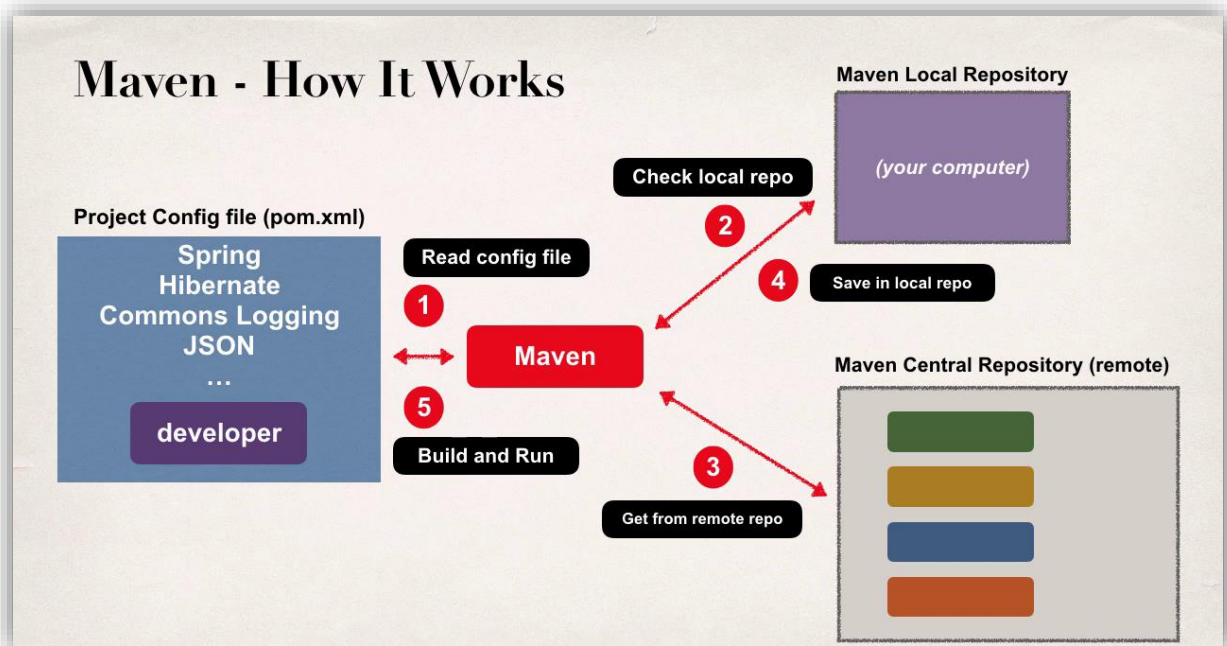 Maven - How It Works
Project Config file (pom.xml)
Spring
Hibernate
Commons Logging
JSON
...
developer
Read config file
1
Maven
5
Build and Run
Check local repo
2
4
Save in local repo
3
Get from remote repo
Maven Local Repository
(your computer)
Maven Central Repository (remote)